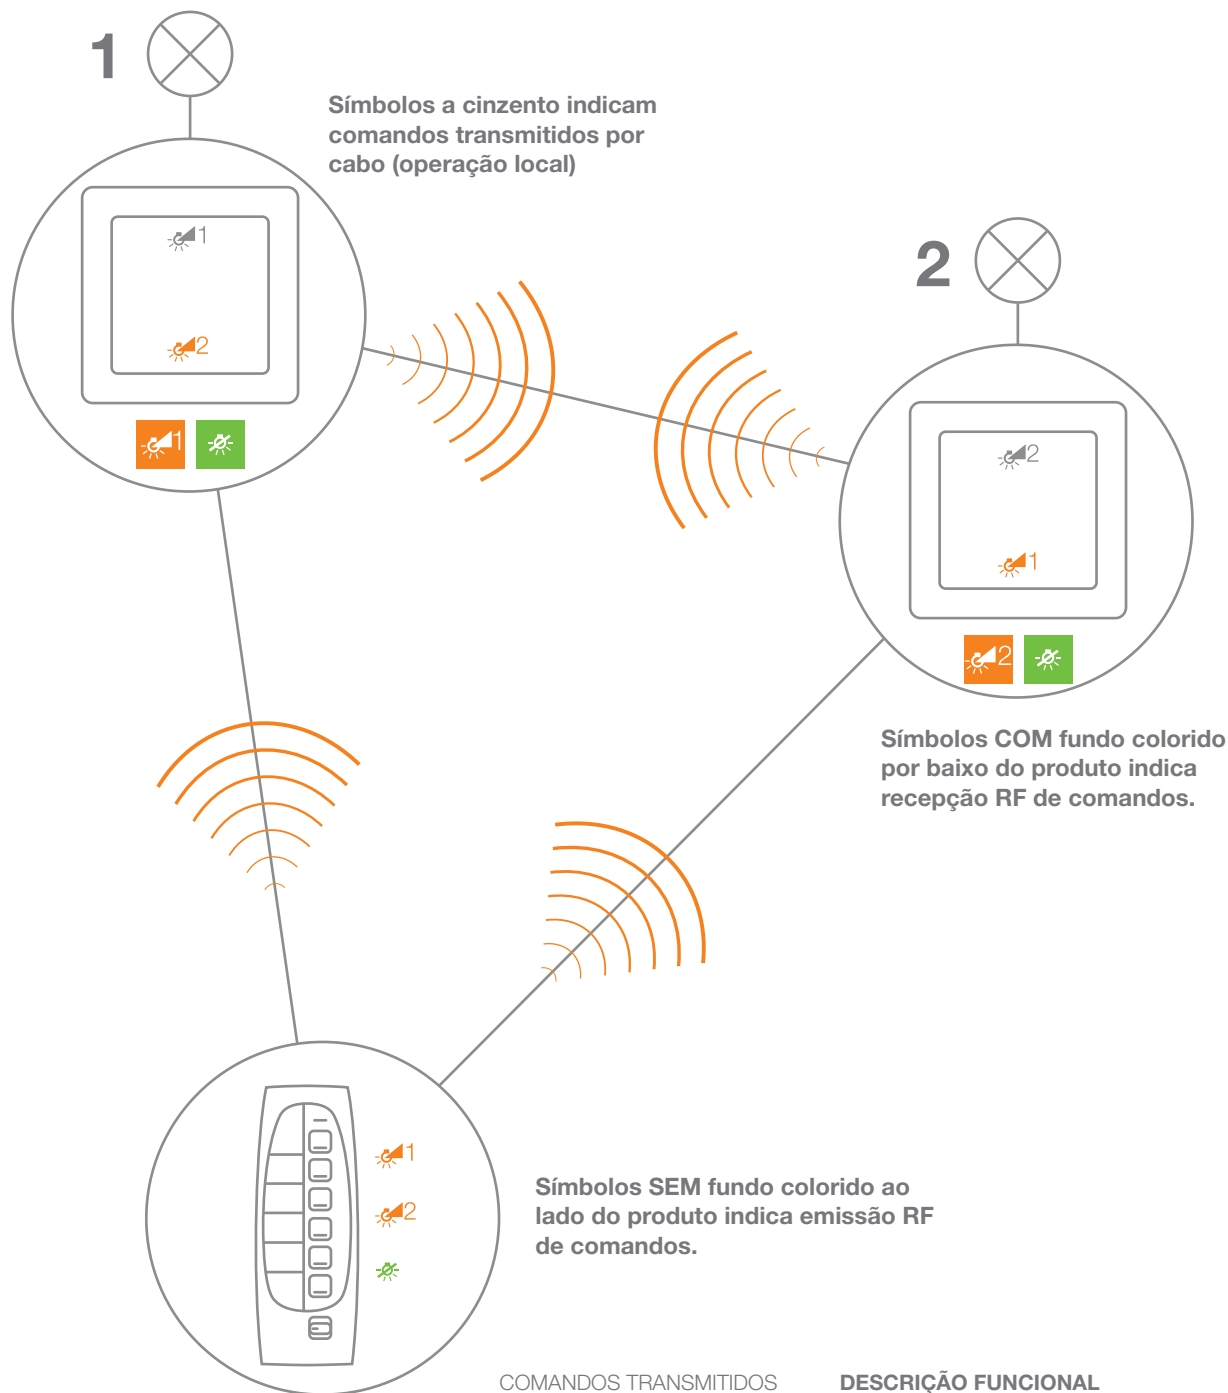 1
Símbolos a cinzento indicam
comandos transmitidos por
cabo (operação local)
1
2
1
2
2
1
2
Símbolos COM fundo colorido
por baixo do produto indica
recepção RF de comandos.
1
2
Símbolos SEM fundo colorido ao
lado do produto indica emissão RF
de comandos.
COMANDOS TRANSMITIDOS
DESCRIÇÃO FUNCIONAL